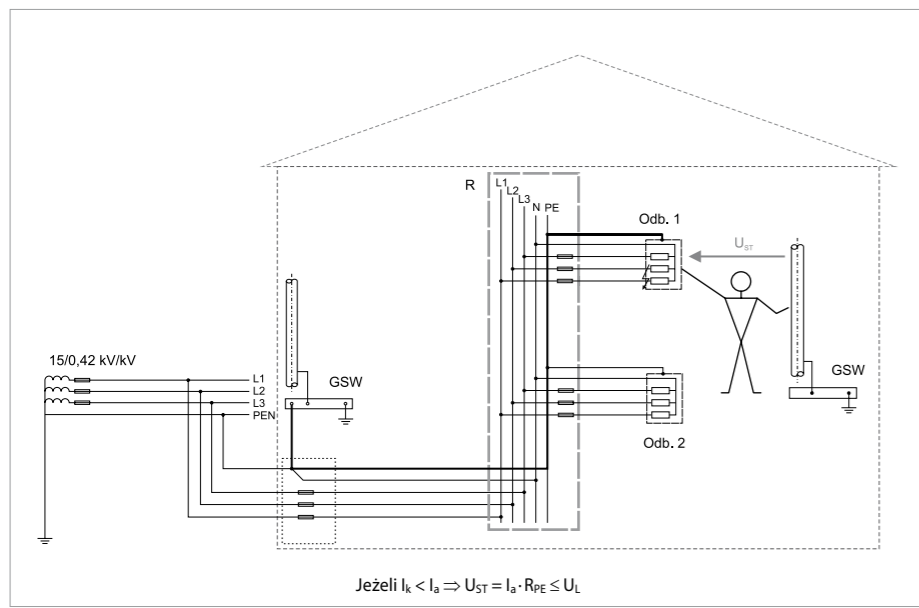 R
L1
L2
L3
N PE
Odb. 1
U_ST
GSW
15/0,42 kV/kV
L1
L2
L3
PEN
GSW
Odb. 2
Jeżeli I_k < I_a ⇒ U_ST = I_a·R_PE ≤ U_L